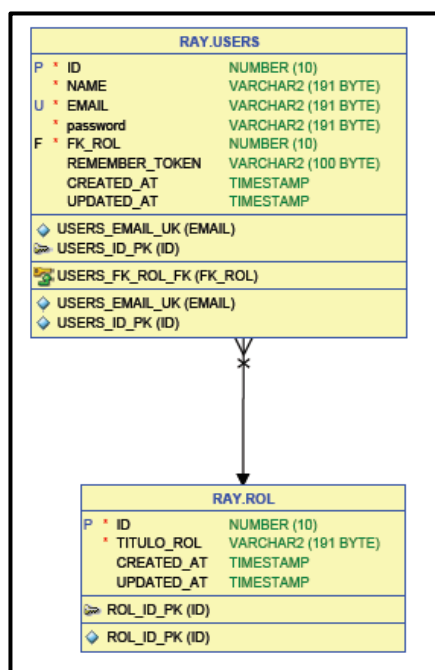 RAY.USERS
P * ID NUMBER (10)
* NAME VARCHAR2 (191 BYTE)
U * EMAIL VARCHAR2 (191 BYTE)
* password VARCHAR2 (191 BYTE)
F * FK_ROL NUMBER (10)
REMEMBER_TOKEN VARCHAR2 (100 BYTE)
CREATED_AT TIMESTAMP
UPDATED_AT TIMESTAMP
USERS_EMAIL_UK (EMAIL)
USERS_ID_PK (ID)
USERS_FK_ROL_FK (FK_ROL)
USERS_EMAIL_UK (EMAIL)
USERS_ID_PK (ID)
RAY.ROL
P * ID NUMBER (10)
* TITULO_ROL VARCHAR2 (191 BYTE)
CREATED_AT TIMESTAMP
UPDATED_AT TIMESTAMP
ROL_ID_PK (ID)
ROL_ID_PK (ID)